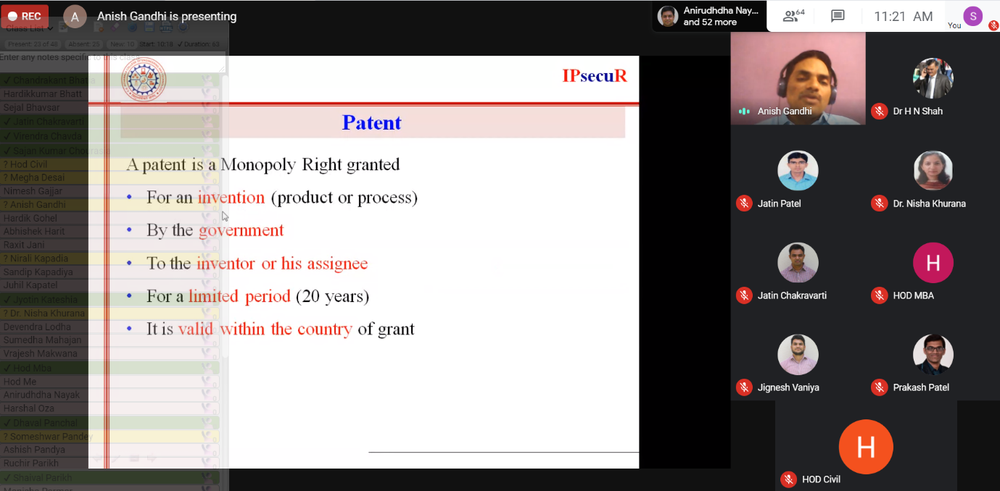 REC
A
Anish Gandhi is presenting
Anirudhdha Nay...
and 52 more
64
11:21 AM
You
S
Class List
Present: 23 of 48
Absent: 25
New: 10
Start: 10:18
✓ Duration: 63
Enter any notes specific to this class
✓ Chandrakant Bhatia
Hardikkumar Bhatt
Sejal Bhavsar
✓ Jatin Chakravarti
✓ Virendra Chavda
✓ Sajan Kumar Chourasia
? Hod Civil
? Megha Desai
Nimesh Gajjar
? Anish Gandhi
Hardik Gohel
Abhishek Harit
Raxit Jani
? Nirali Kapadia
Sandip Kapadiya
Juhil Kapatel
✓ Jyotin Kateshia
? Dr. Nisha Khurana
Devendra Lodha
Sumedha Mahajan
Vrajesh Makwana
✓ Hod Mba
Hod Me
Anirudhdha Nayak
Harshal Oza
✓ Dhaval Panchal
? Someshwar Pandey
Ashish Pandya
Ruchir Parikh
✓ Shaival Parikh
IPsecuR
Patent
A patent is a Monopoly Right granted
• For an invention (product or process)
• By the government
• To the inventor or his assignee
• For a limited period (20 years)
• It is valid within the country of grant
Anish Gandhi
Dr H N Shah
Jatin Patel
Dr. Nisha Khurana
Jatin Chakravarti
H
HOD MBA
Jignesh Vaniya
Prakash Patel
H
HOD Civil